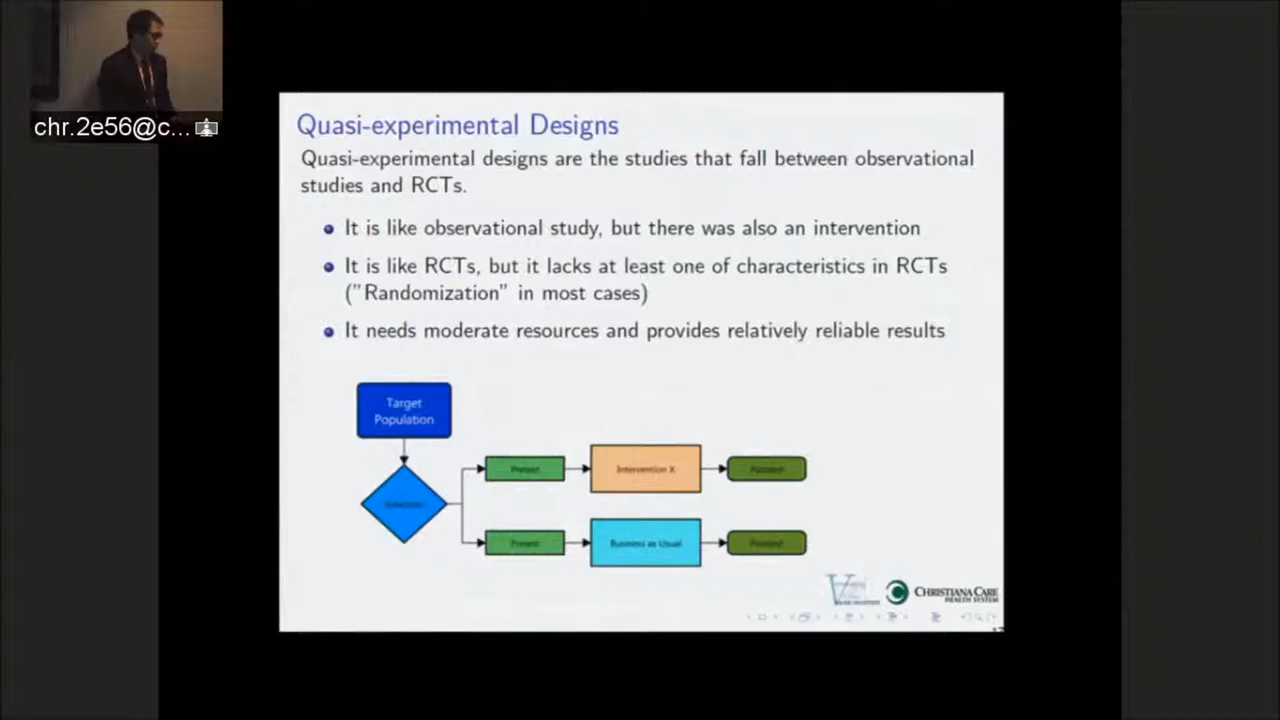 chr.2e56@c...
Quasi-experimental Designs
Quasi-experimental designs are the studies that fall between observational
studies and RCTs.
It is like observational study, but there was also an intervention
It is like RCTs, but it lacks at least one of characteristics in RCTs
("Randomization" in most cases)
It needs moderate resources and provides relatively reliable results
Target
Population
Pretest
Intervention X
Posttest
Pretest
Business as Usual
Posttest
CHRISTIANA CARE
HEALTH SYSTEM